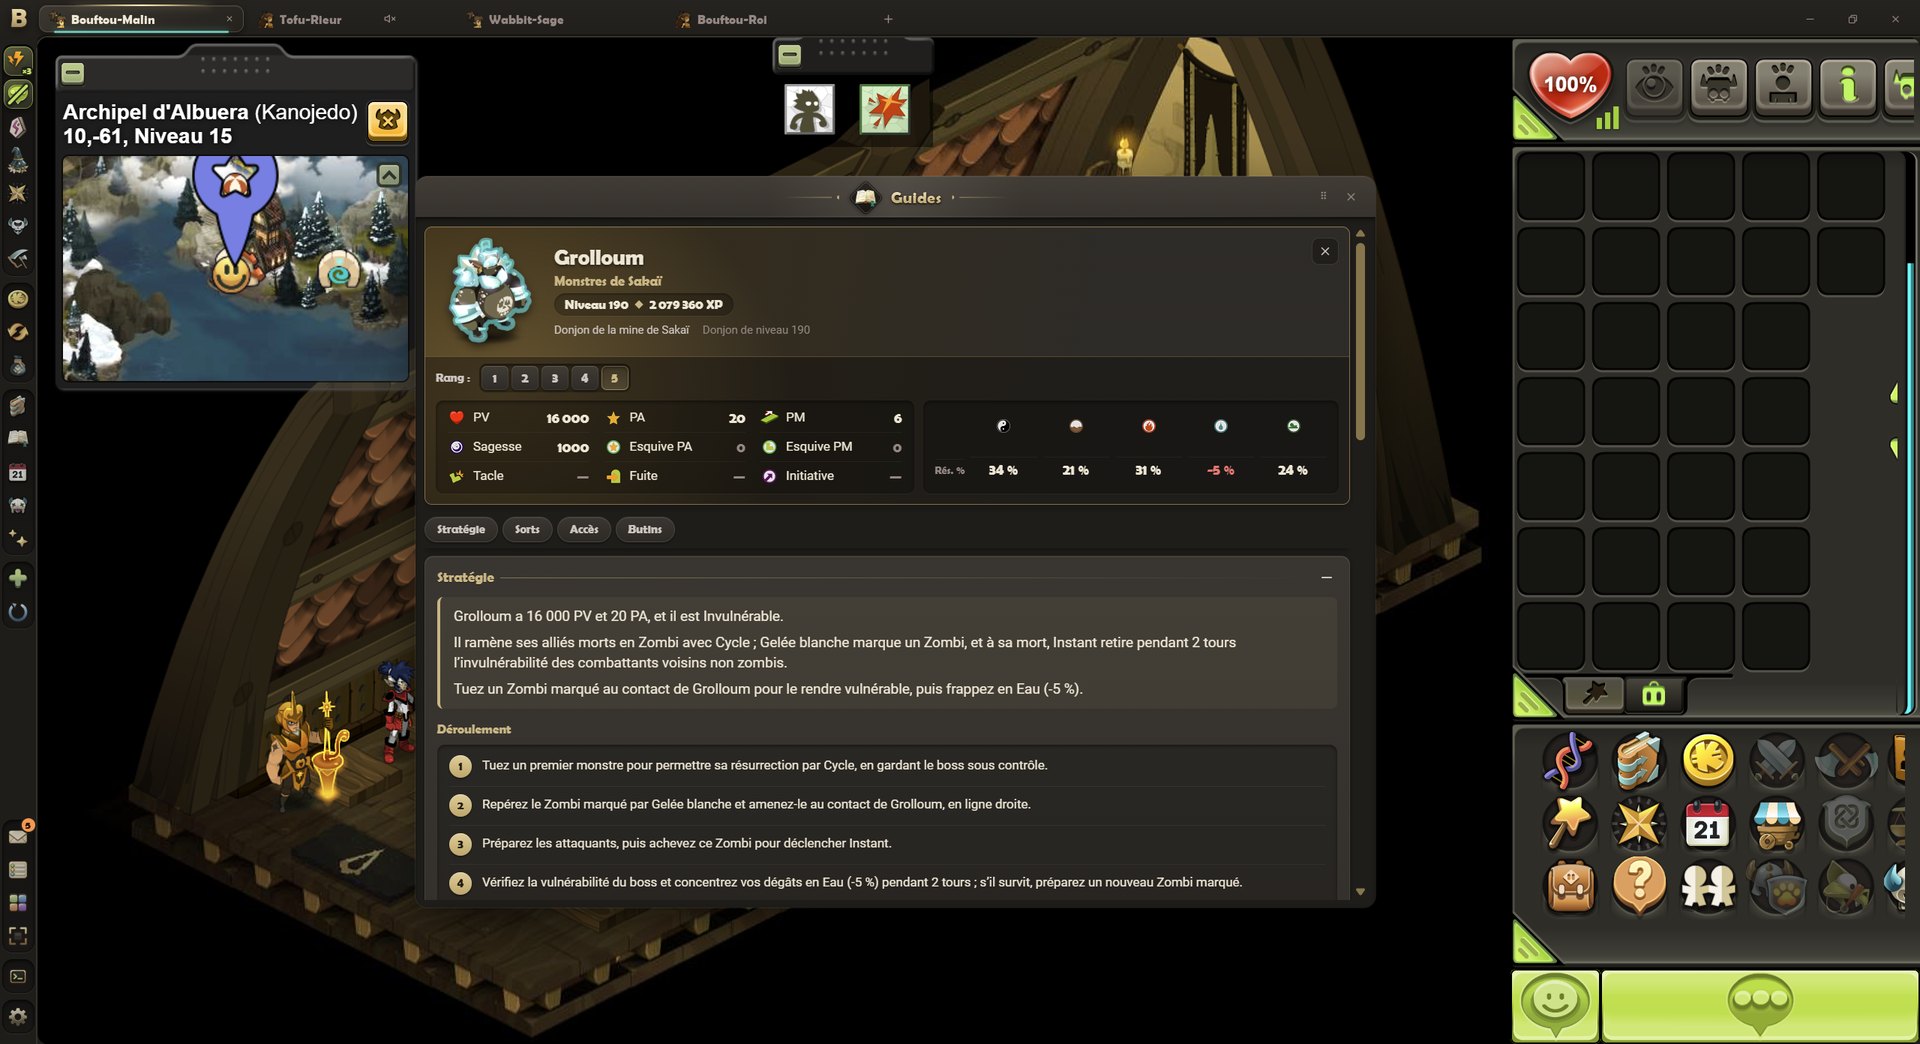 B
Bouftou-Malin
Tofu-Rieur
Wabbit-Sage
Bouftou-Roi
x3
Archipel d'Albuera (Kanojedo)
10,-61, Niveau 15
100%
Guides
Grolloum
Monstres de Sakaï
Niveau 190 ◆ 2 079 360 XP
Donjon de la mine de Sakaï Donjon de niveau 190
Rang : 1 2 3 4 5
PV 16 000 PA 20 PM 6
Sagesse 1000 Esquive PA 0 Esquive PM 0
Tacle — Fuite — Initiative —
Rés. % 34 % 21 % 31 % -5 % 24 %
Stratégie Sorts Accès Butins
Stratégie
Grolloum a 16 000 PV et 20 PA, et il est Invulnérable.
Il ramène ses alliés morts en Zombi avec Cycle ; Gelée blanche marque un Zombi, et à sa mort, Instant retire pendant 2 tours
l'invulnérabilité des combattants voisins non zombis.
Tuez un Zombi marqué au contact de Grolloum pour le rendre vulnérable, puis frappez en Eau (-5 %).
Déroulement
1 Tuez un premier monstre pour permettre sa résurrection par Cycle, en gardant le boss sous contrôle.
2 Repérez le Zombi marqué par Gelée blanche et amenez-le au contact de Grolloum, en ligne droite.
3 Préparez les attaquants, puis achevez ce Zombi pour déclencher Instant.
4 Vérifiez la vulnérabilité du boss et concentrez vos dégâts en Eau (-5 %) pendant 2 tours ; s'il survit, préparez un nouveau Zombi marqué.
21
5
21